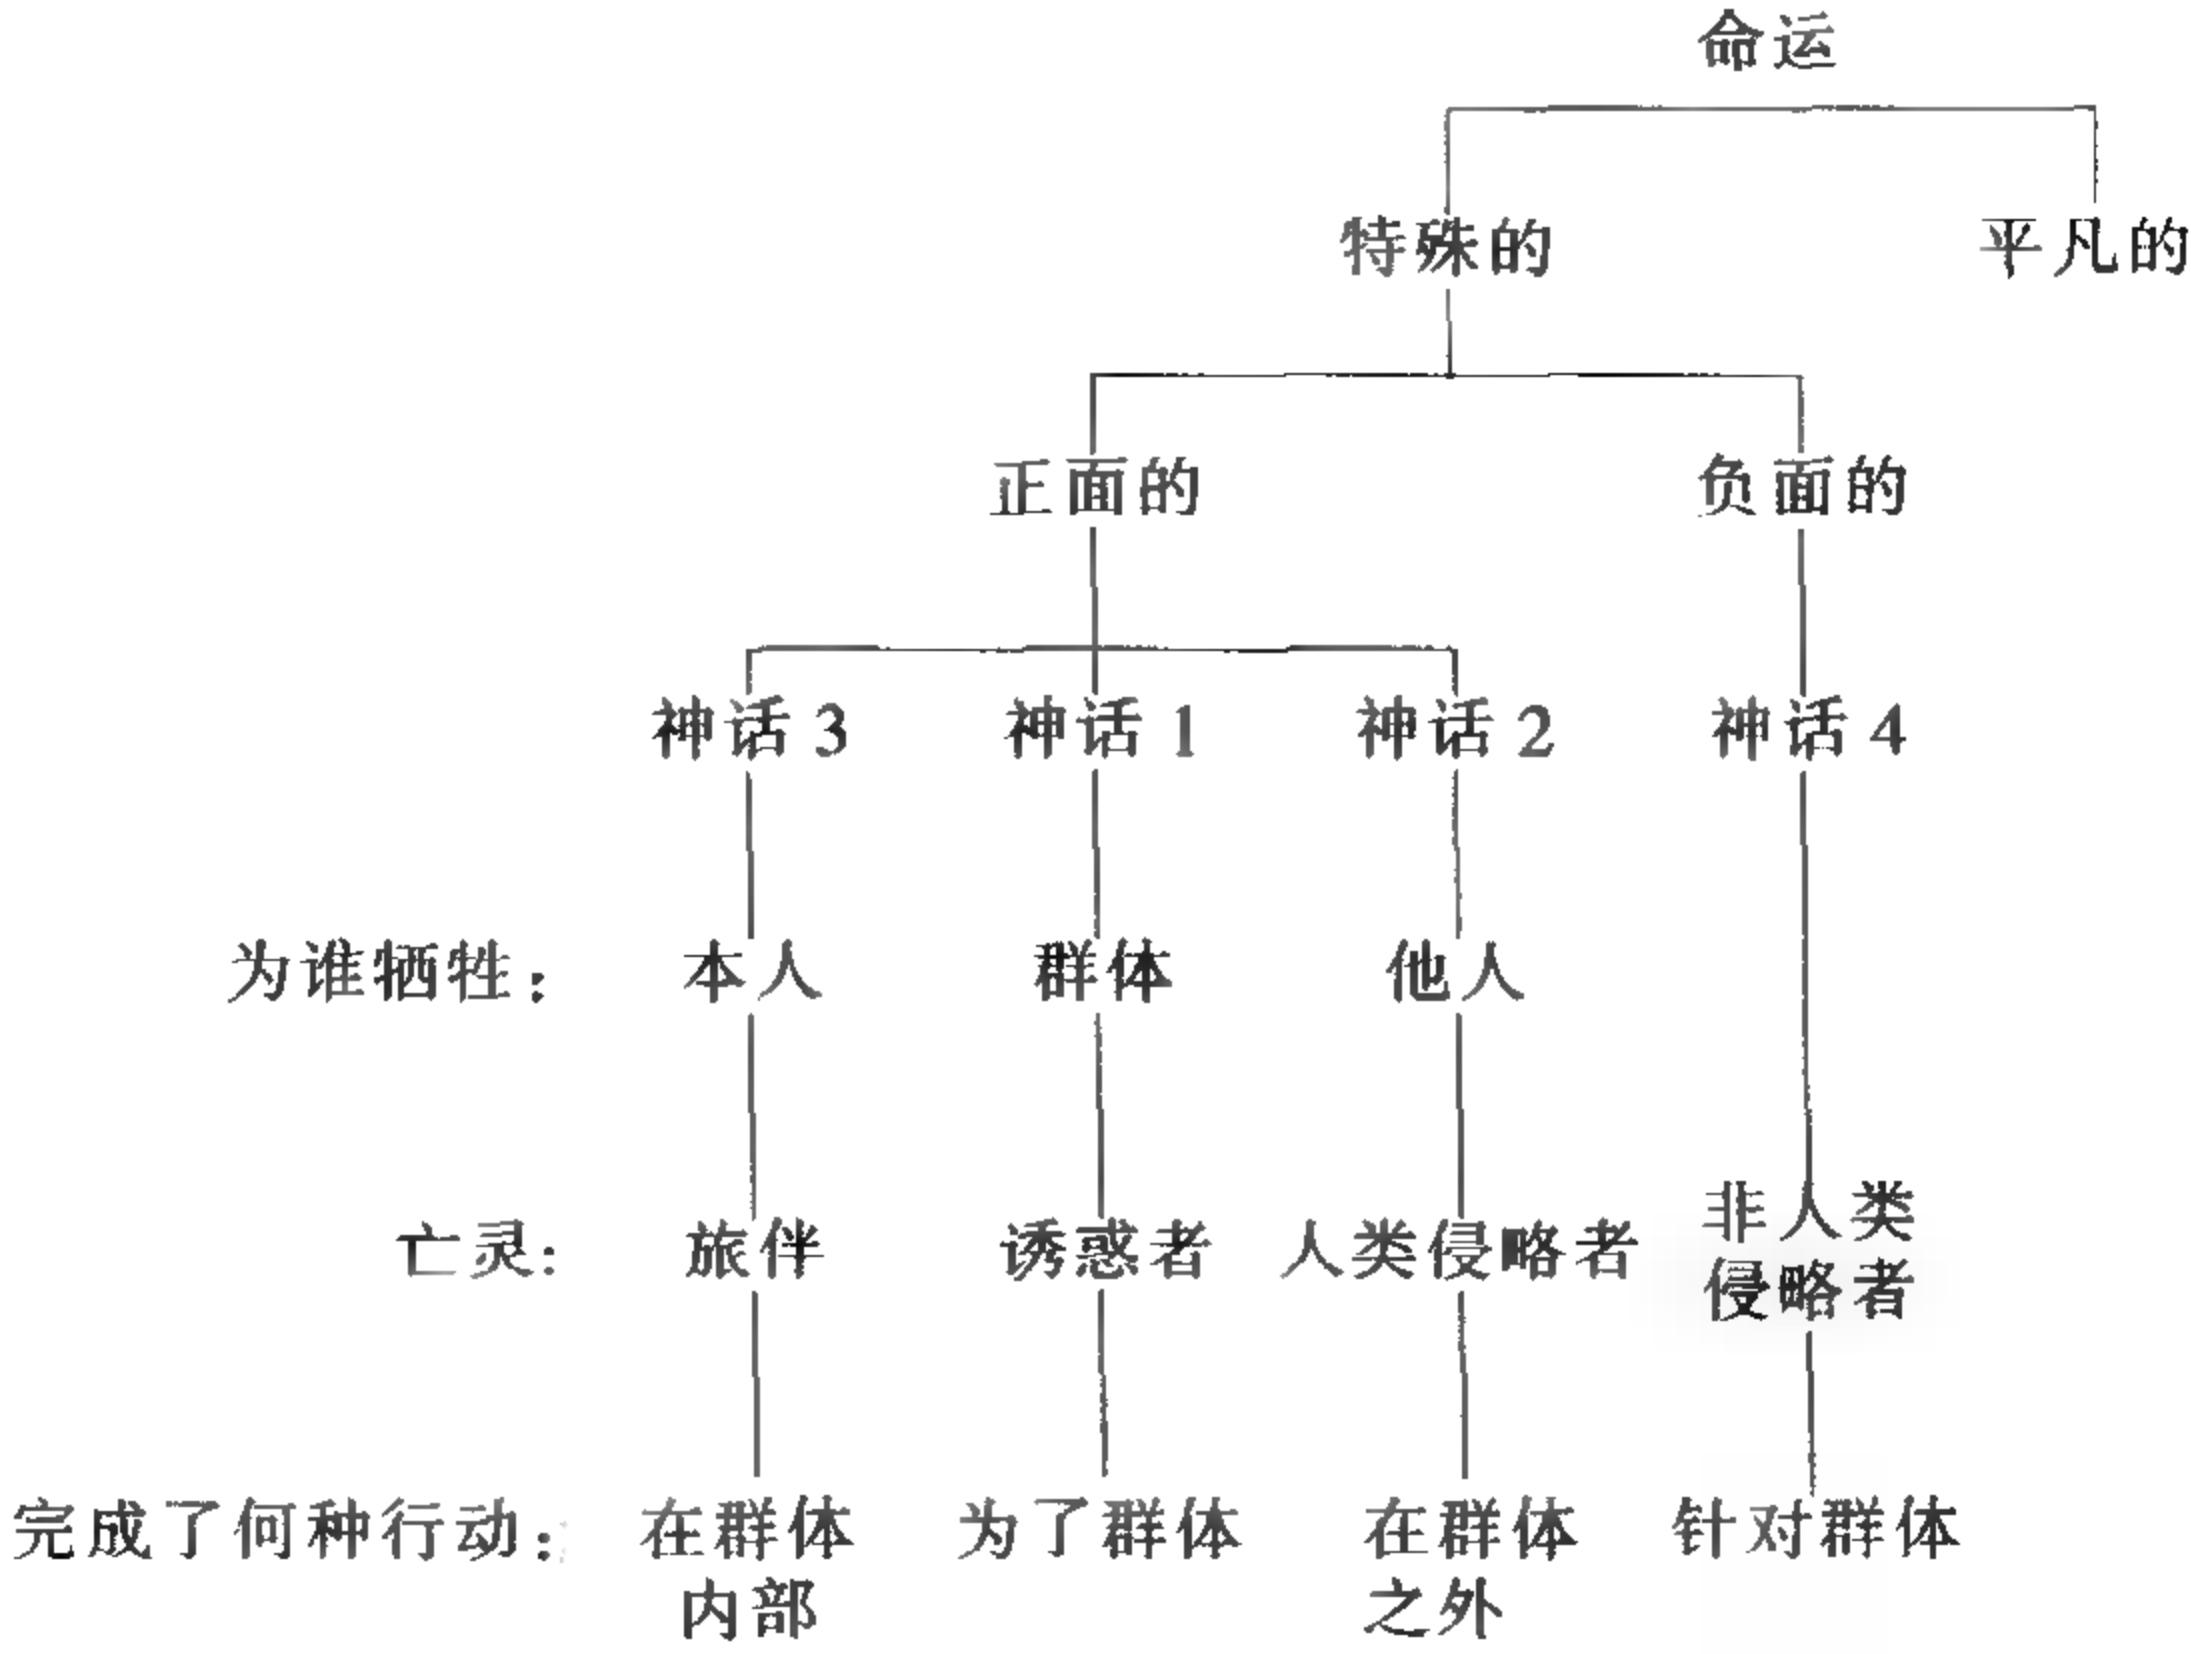 命运
特殊的 平凡的
正面的 负面的
神话 3 神话 1 神话 2 神话 4
为谁牺牲： 本人 群体 他人
亡灵： 旅伴 诱惑者 人类侵略者 非人类
侵略者
完成了何种行动： 在群体 为了群体 在群体 针对群体
内部 之外